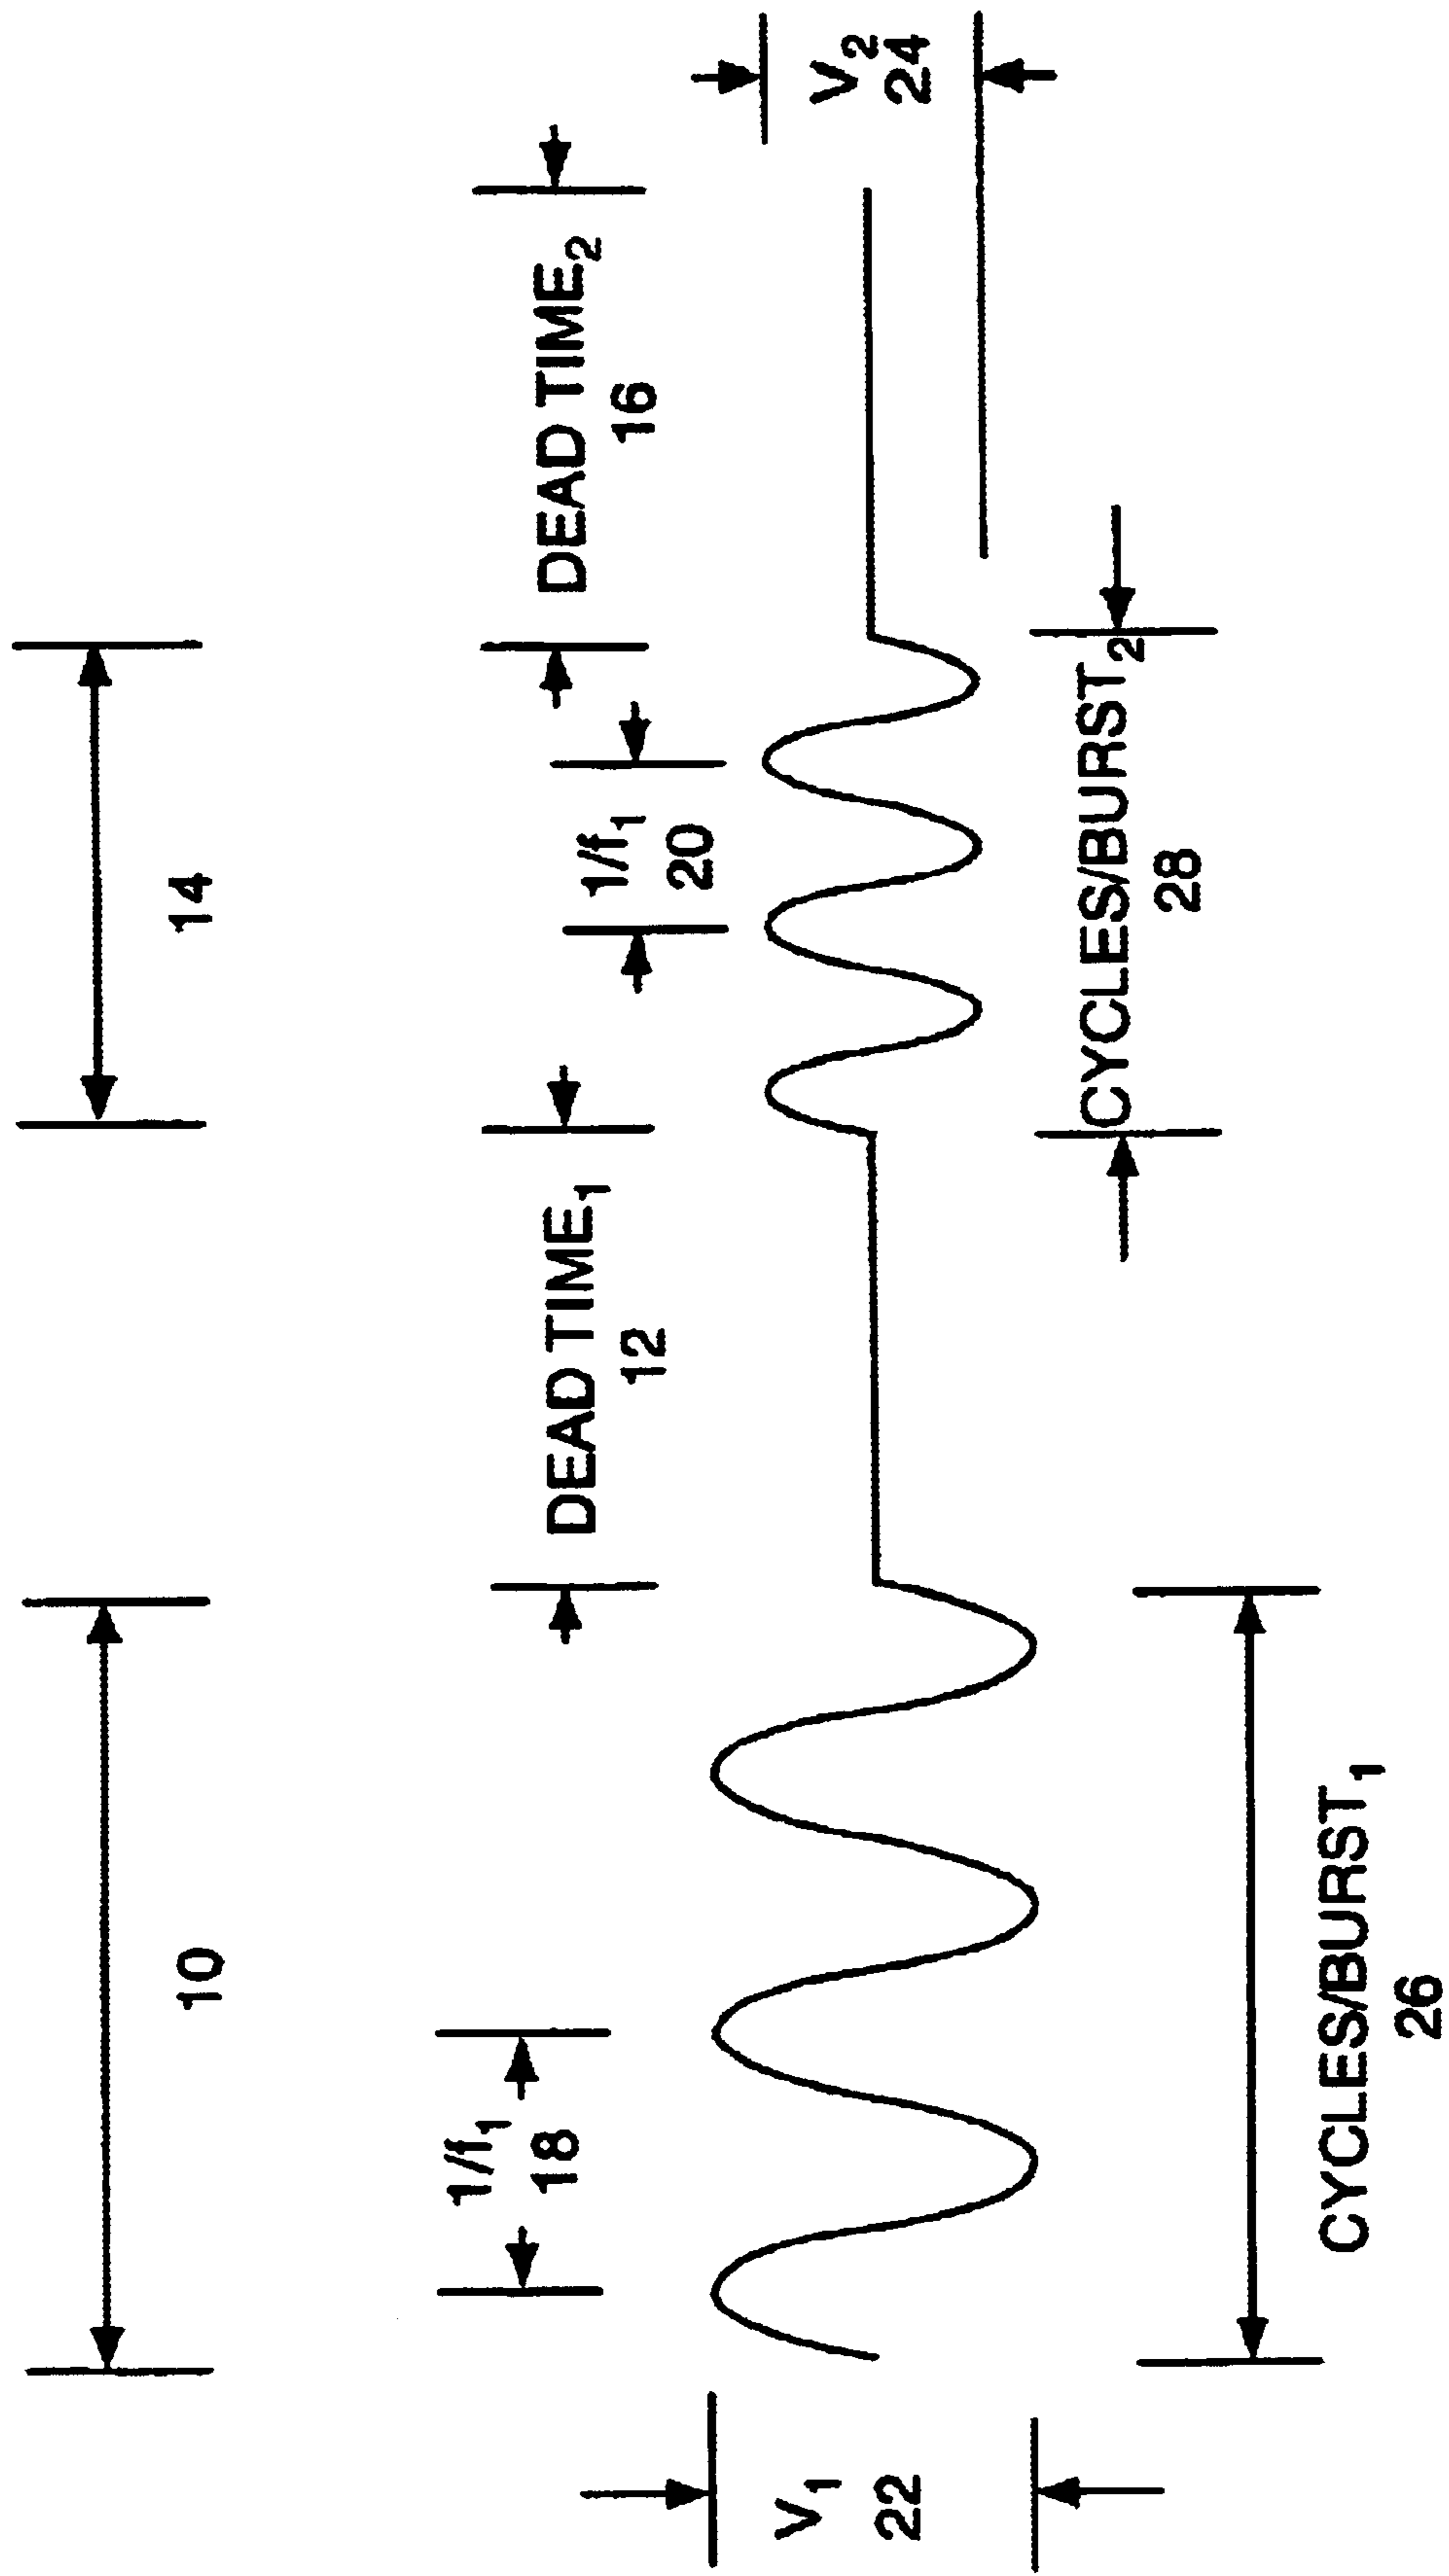 10
14
1/f₁
18
DEAD TIME₁
12
1/f₁
20
DEAD TIME₂
16
V₁
22
V₂
24
CYCLES/BURST₁
26
CYCLES/BURST₂
28